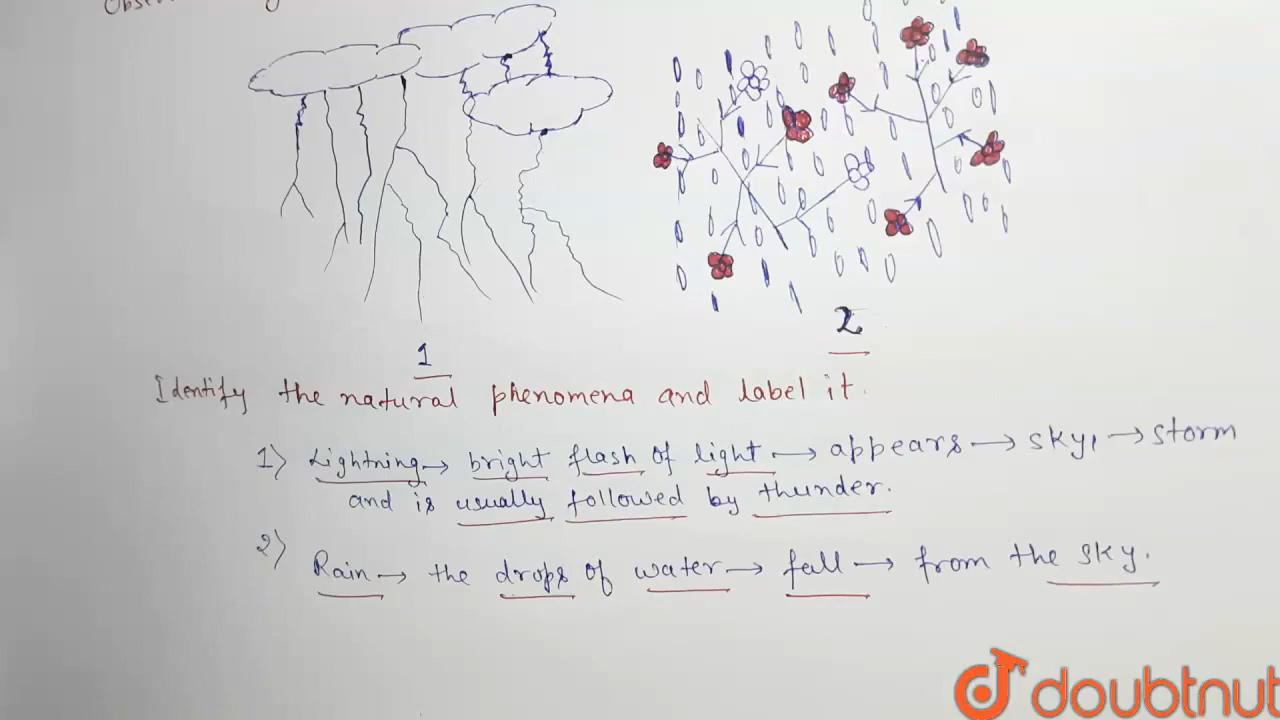 1
2
Identify the natural phenomena and label it.
1) Lightning → bright flash of light → appears → sky, → storm
and is usually followed by thunder.
2)
Rain → the drops of water → fall → from the sky.
doubtnut